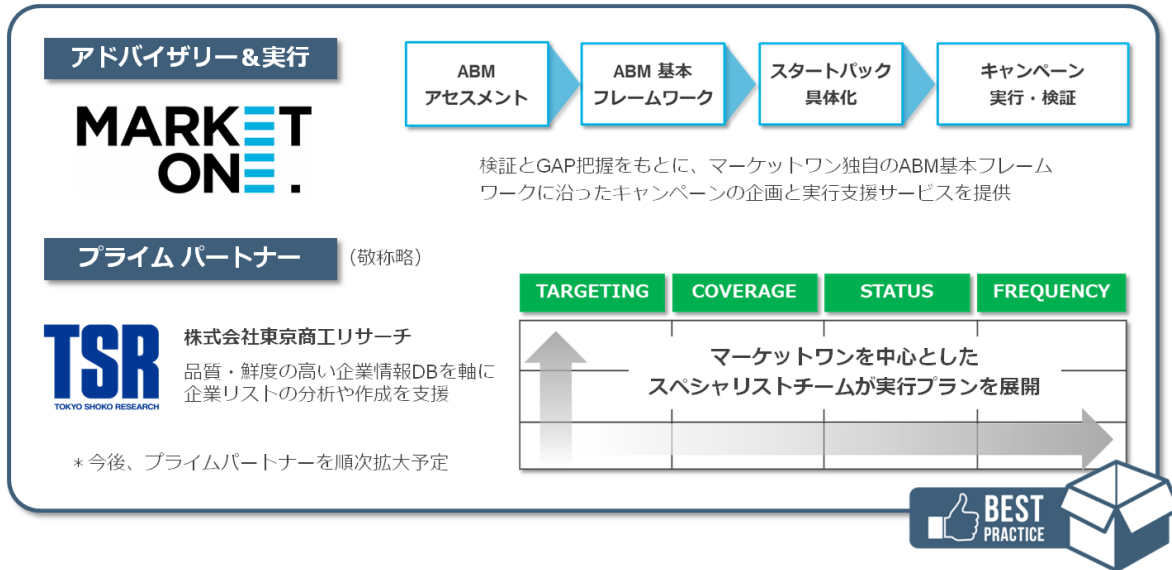 アドバイザリー＆実行
MARKET
ONE.
ABM
アセスメント
ABM 基本
フレームワーク
スタートパック
具体化
キャンペーン
実行・検証
検証とGAP把握をもとに、マーケットワン独自のABM基本フレーム
ワークに沿ったキャンペーンの企画と実行支援サービスを提供
プライム パートナー
（敬称略）
TSR
TOKYO SHOKO RESEARCH
株式会社東京商工リサーチ
品質・鮮度の高い企業情報DBを軸に
企業リストの分析や作成を支援
＊今後、プライムパートナーを順次拡大予定
TARGETING
COVERAGE
STATUS
FREQUENCY
マーケットワンを中心とした
スペシャリストチームが実行プランを展開
BEST
PRACTICE